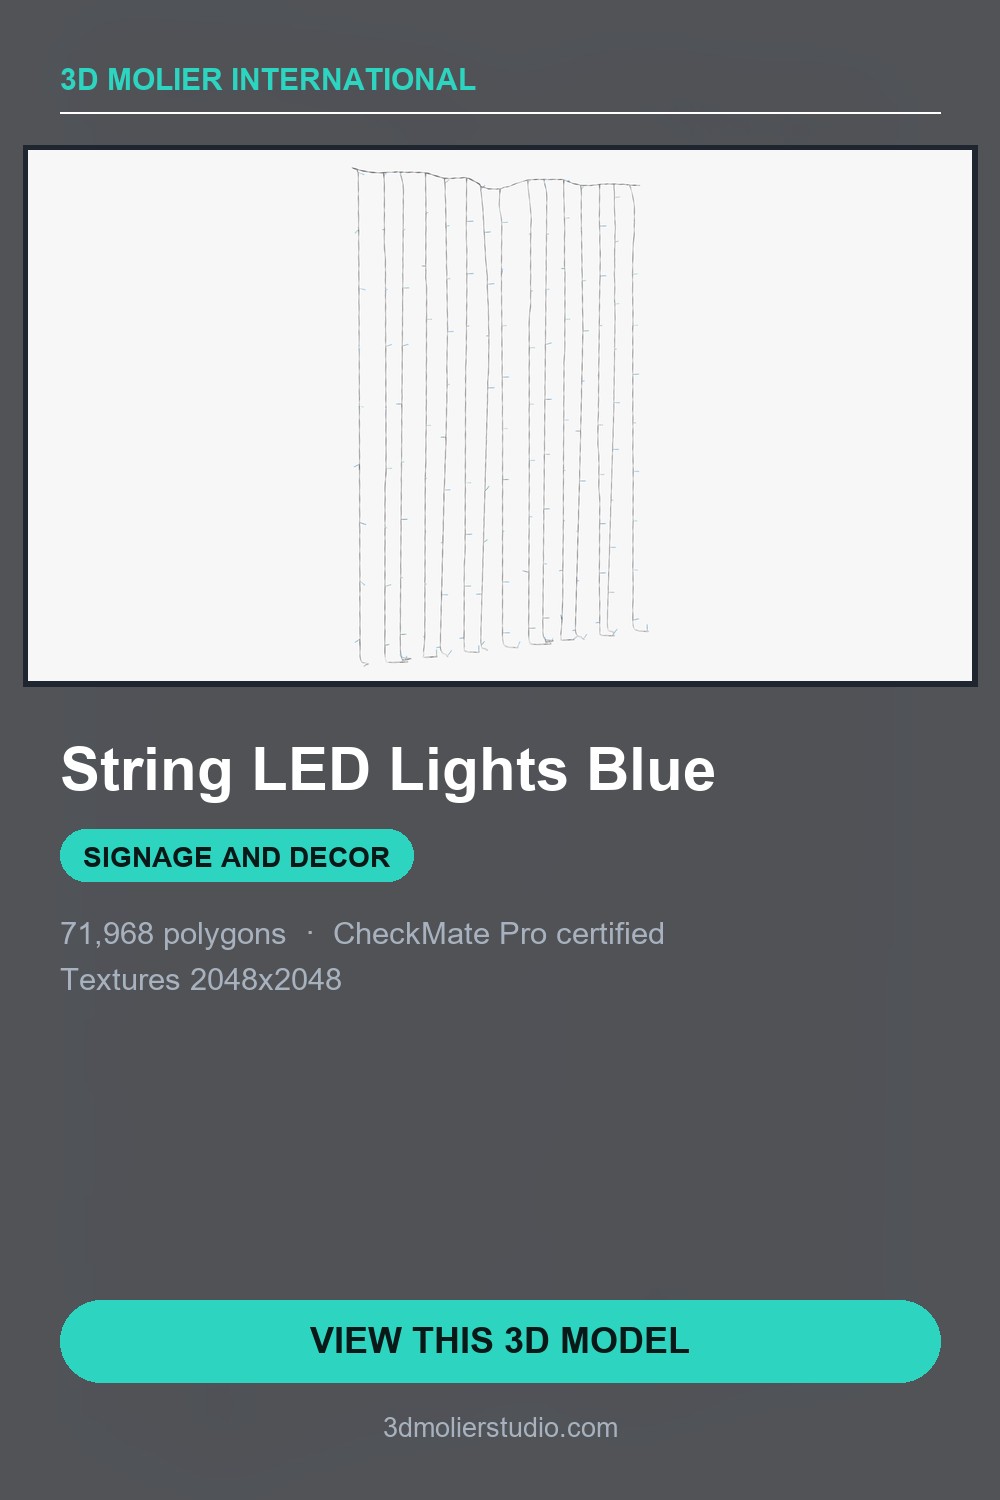 3D MOLIER INTERNATIONAL
String LED Lights Blue
SIGNAGE AND DECOR
71,968 polygons · CheckMate Pro certified
Textures 2048x2048
VIEW THIS 3D MODEL
3dmolierstudio.com